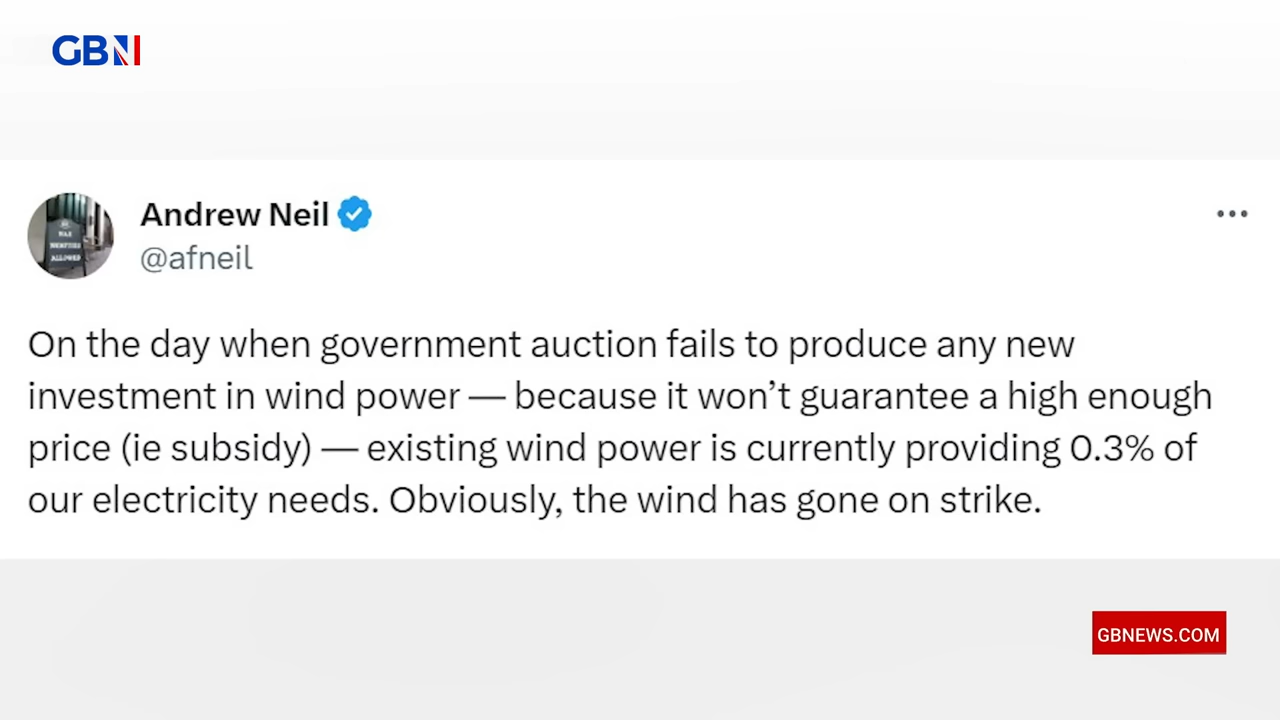 GBN
Andrew Neil
@afneil
On the day when government auction fails to produce any new
investment in wind power — because it won’t guarantee a high enough
price (ie subsidy) — existing wind power is currently providing 0.3% of
our electricity needs. Obviously, the wind has gone on strike.
GBNEWS.COM